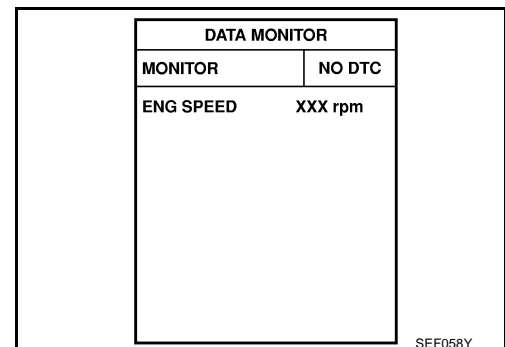 DATA MONITOR
MONITOR NO DTC
ENG SPEED XXX rpm
SEF058Y